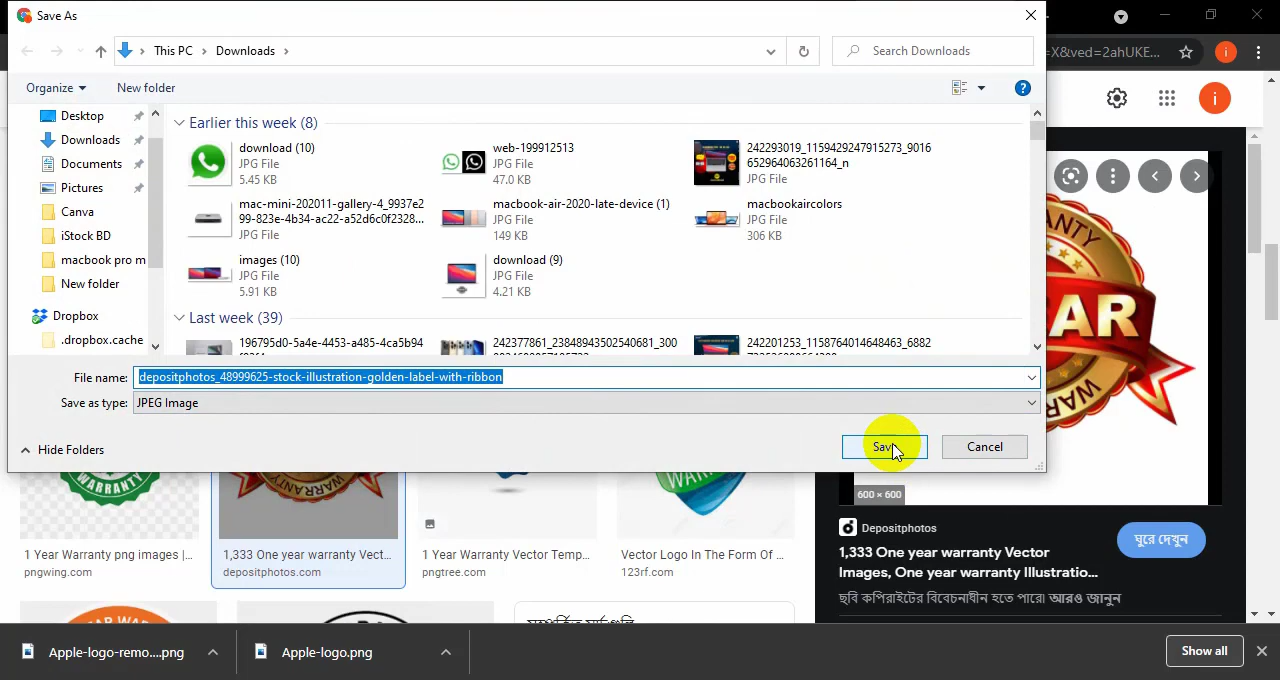 Save As
=X&ved=2ahUKE...
This PC
Downloads
Search Downloads
Organize
New folder
Desktop
Downloads
Documents
Pictures
Canva
iStock BD
macbook pro m
New folder
Dropbox
.dropbox.cache
Earlier this week (8)
download (10)
JPG File
5.45 KB
web-199912513
JPG File
47.0 KB
242293019_1159429247915273_9016
652964063261164_n
JPG File
mac-mini-202011-gallery-4_9937e2
99-823e-4b34-ac22-a52d6c0f2328...
JPG File
macbook-air-2020-late-device (1)
JPG File
149 KB
macbookaircolors
JPG File
306 KB
images (10)
JPG File
5.91 KB
download (9)
JPG File
4.21 KB
Last week (39)
196795d0-5a4e-4453-a485-4ca5b94
242377861_23848943502540681_300
242201253_1158764014648463_6882
File name:
depositphotos_48999625-stock-illustration-golden-label-with-ribbon
Save as type:
JPEG Image
Hide Folders
Save
Cancel
i
i
WARRANTY
600 × 600
1 Year Warranty png images |...
pngwing.com
1,333 One year warranty Vect...
depositphotos.com
1 Year Warranty Vector Temp...
pngtree.com
Vector Logo In The Form Of ...
123rf.com
Depositphotos
1,333 One year warranty Vector
Images, One year warranty Illustratio...
ঘুরে দেখুন
ছবি কপিরাইটের বিবেচনাধীন হতে পারে৷ আরও জানুন
Apple-logo-remo....png
Apple-logo.png
Show all